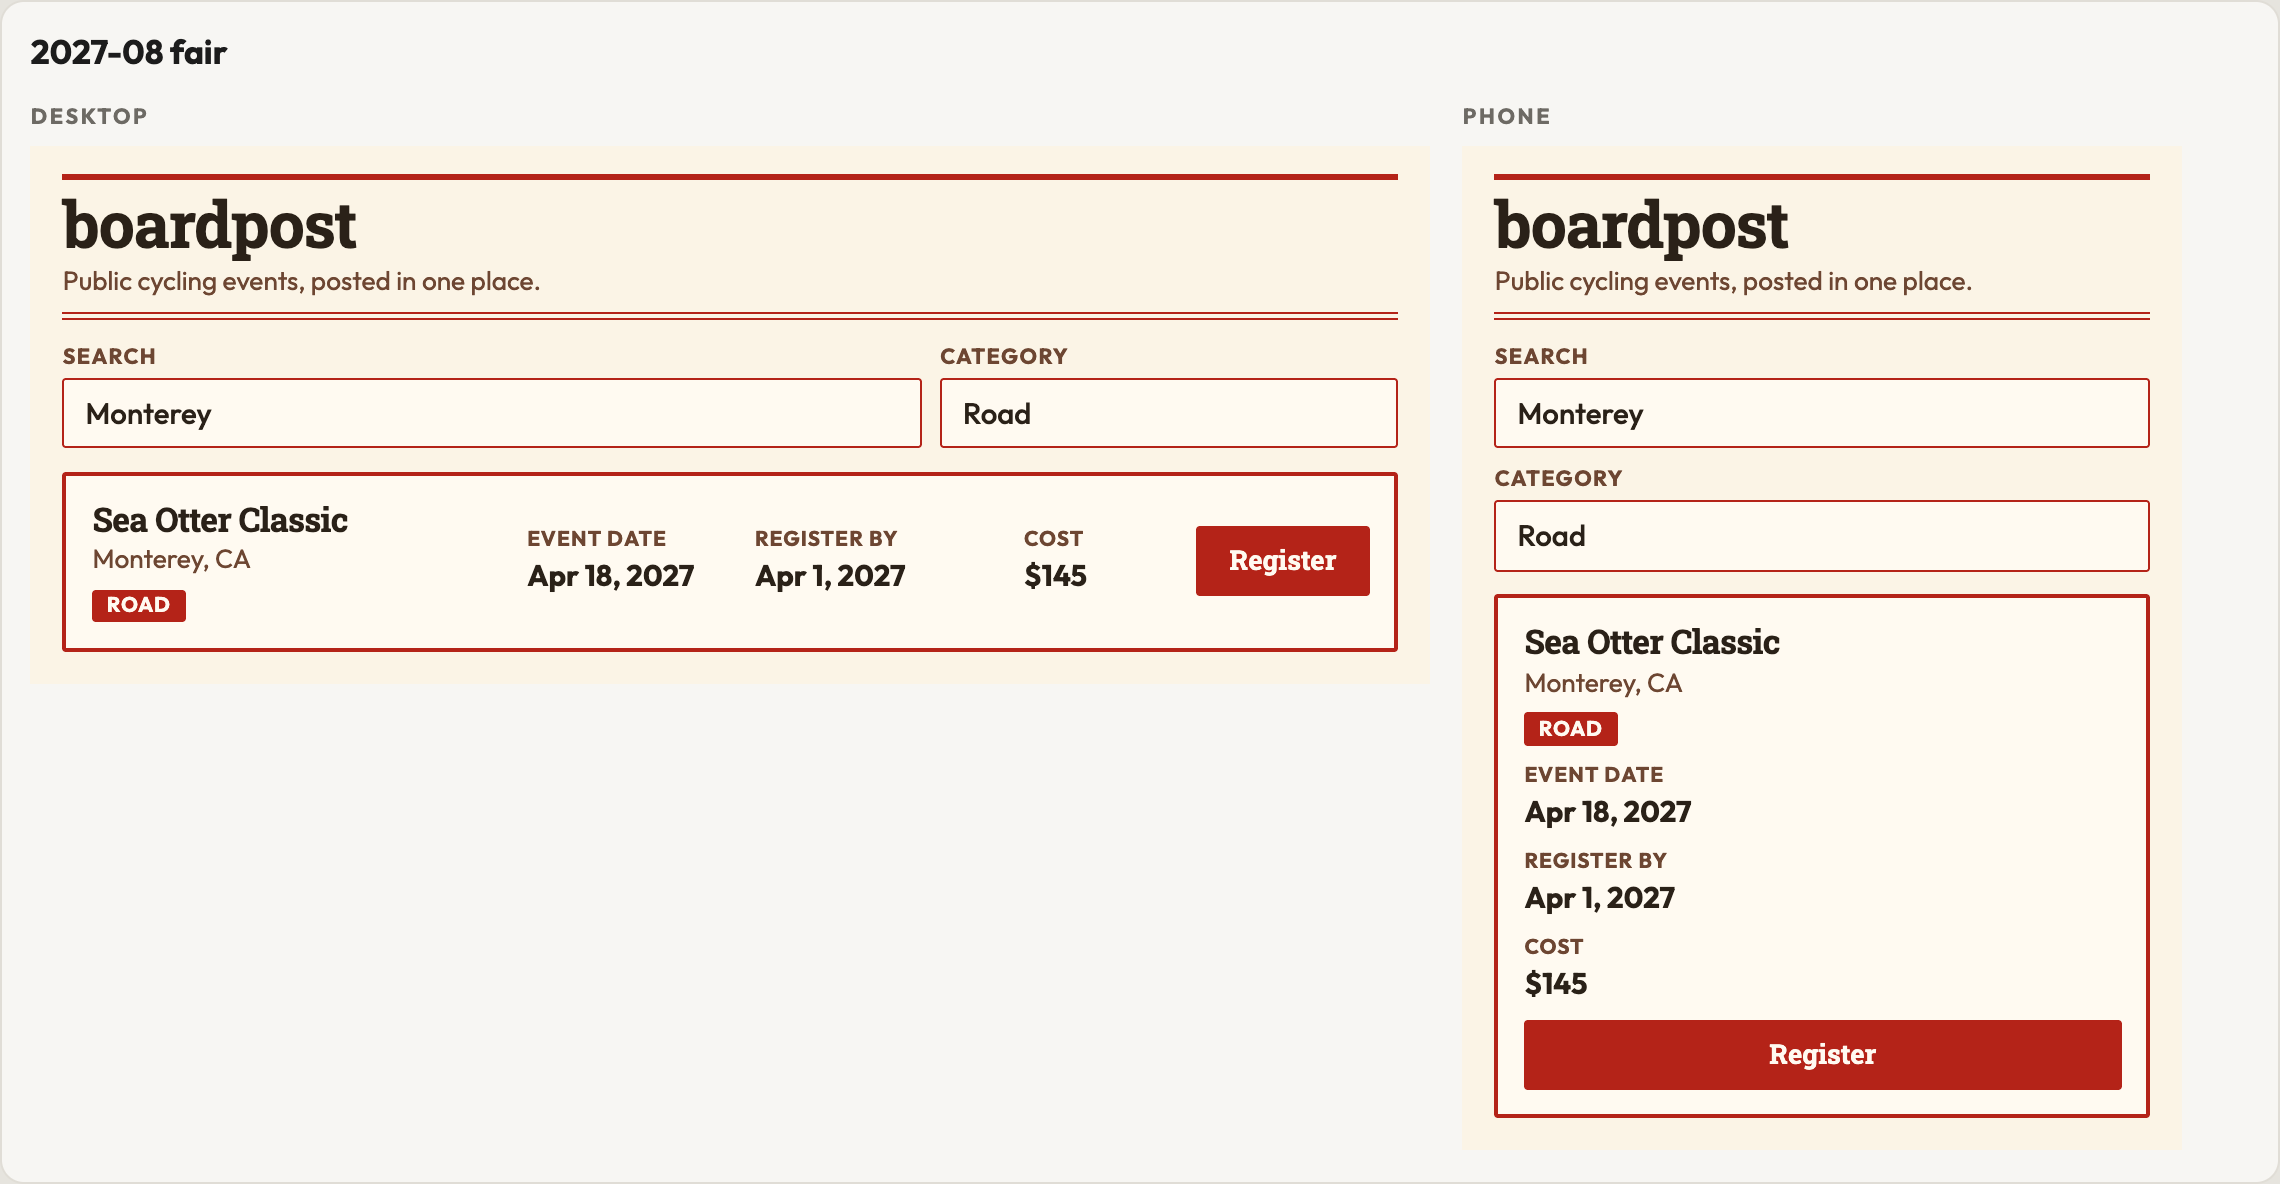 2027-08 fair
DESKTOP
boardpost
Public cycling events, posted in one place.
SEARCH
Monterey
CATEGORY
Road
Sea Otter Classic
Monterey, CA
ROAD
EVENT DATE
Apr 18, 2027
REGISTER BY
Apr 1, 2027
COST
$145
Register
PHONE
boardpost
Public cycling events, posted in one place.
SEARCH
Monterey
CATEGORY
Road
Sea Otter Classic
Monterey, CA
ROAD
EVENT DATE
Apr 18, 2027
REGISTER BY
Apr 1, 2027
COST
$145
Register